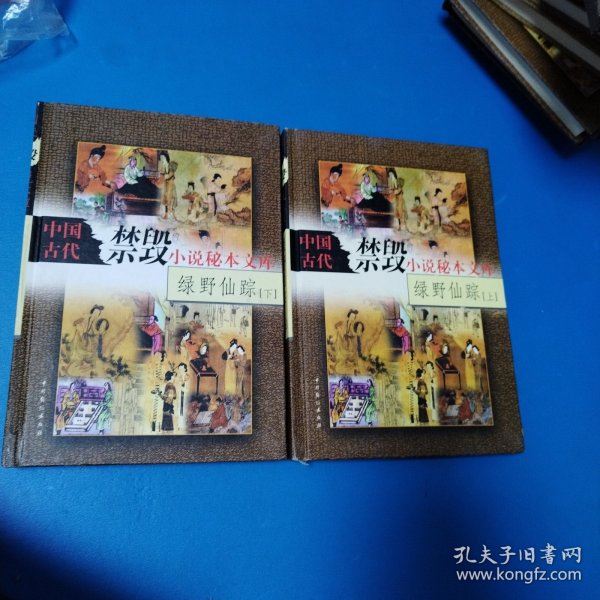 中国
古代
禁毁
小说秘本文库
绿野仙踪[下]
中国
古代
禁毁
小说秘本文库
绿野仙踪[上]
孔夫子旧书网
www.kongfz.com